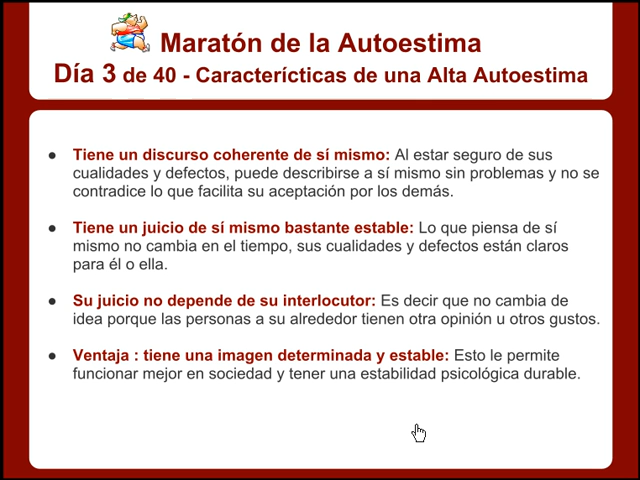 Maratón de la Autoestima
Día 3 de 40 - Caracterícticas de una Alta Autoestima
● Tiene un discurso coherente de sí mismo: Al estar seguro de sus
cualidades y defectos, puede describirse a sí mismo sin problemas y no se
contradice lo que facilita su aceptación por los demás.
● Tiene un juicio de sí mismo bastante estable: Lo que piensa de sí
mismo no cambia en el tiempo, sus cualidades y defectos están claros
para él o ella.
● Su juicio no depende de su interlocutor: Es decir que no cambia de
idea porque las personas a su alrededor tienen otra opinión u otros gustos.
● Ventaja : tiene una imagen determinada y estable: Esto le permite
funcionar mejor en sociedad y tener una estabilidad psicológica durable.